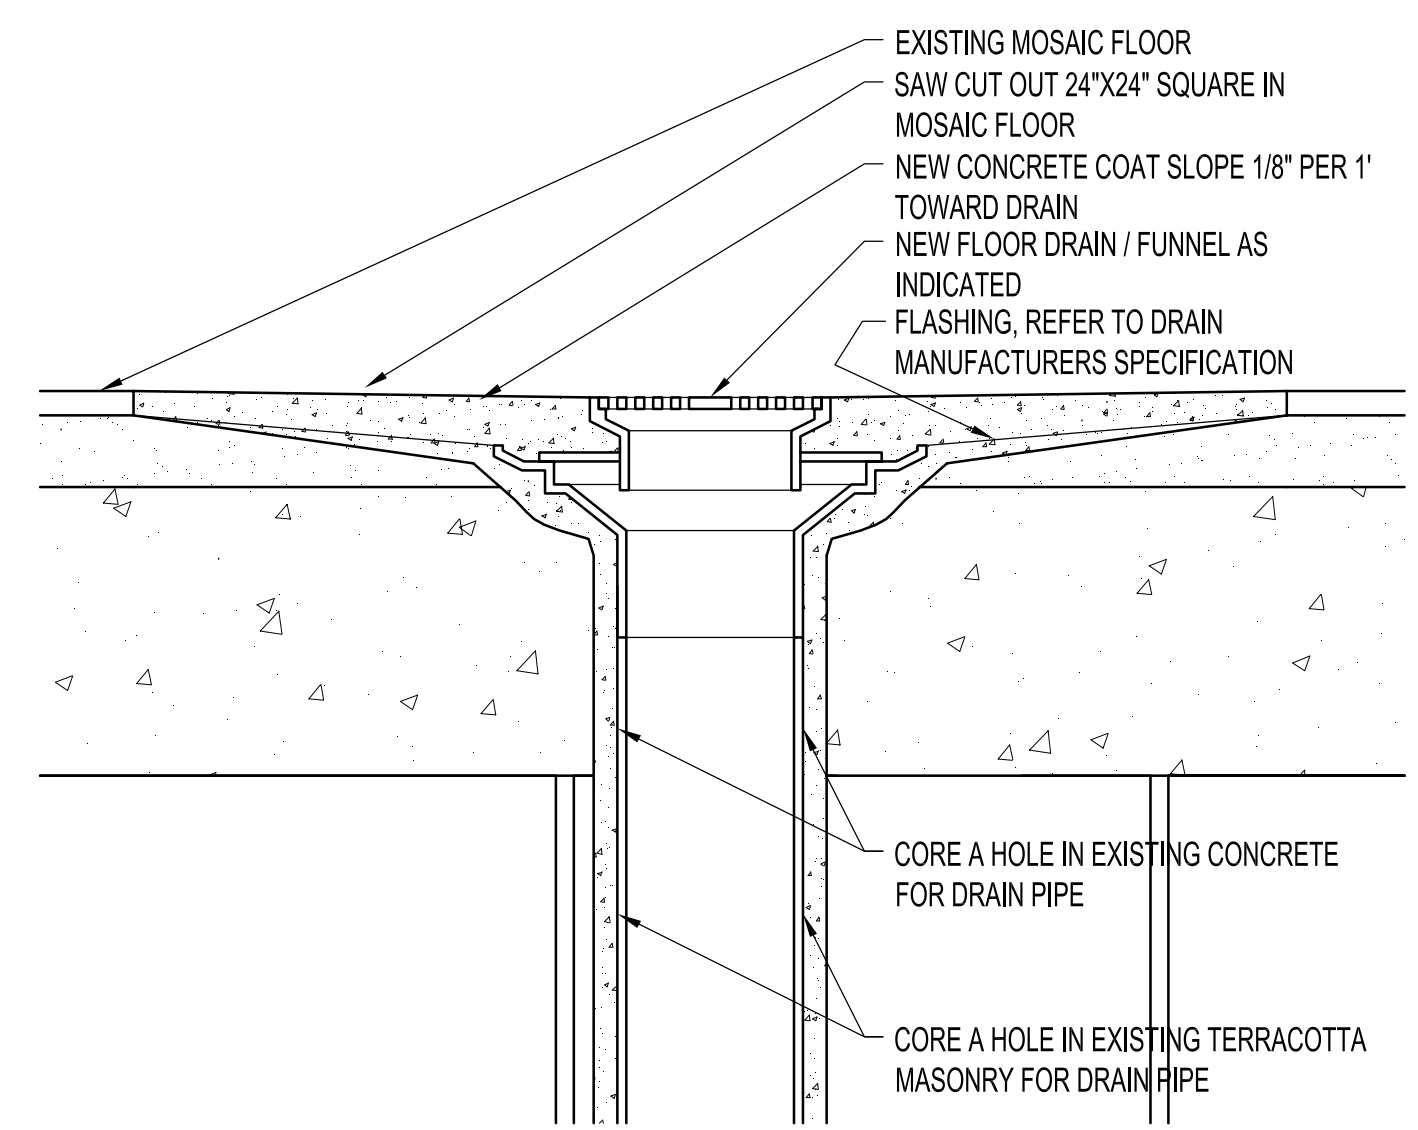 EXISTING MOSAIC FLOOR
SAW CUT OUT 24"X24" SQUARE IN
MOSAIC FLOOR
NEW CONCRETE COAT SLOPE 1/8" PER 1'
TOWARD DRAIN
NEW FLOOR DRAIN / FUNNEL AS
INDICATED
FLASHING, REFER TO DRAIN
MANUFACTURERS SPECIFICATION
CORE A HOLE IN EXISTING CONCRETE
FOR DRAIN PIPE
CORE A HOLE IN EXISTING TERRACOTTA
MASONRY FOR DRAIN PIPE